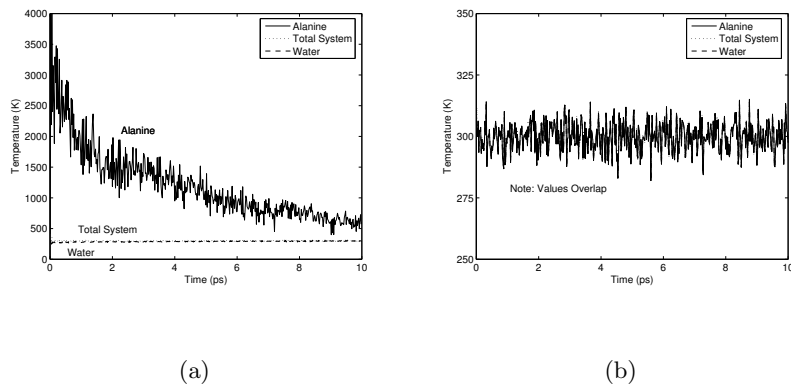 4000
3500
3000
2500
2000
1500
1000
500
0
Temperature (K)
Alanine
Total System
Water
Alanine
Total System
Water
0
2
4
6
8
10
Time (ps)
(a)
350
325
300
275
250
Temperature (K)
Alanine
Total System
Water
Note: Values Overlap
0
2
4
6
8
10
Time (ps)
(b)